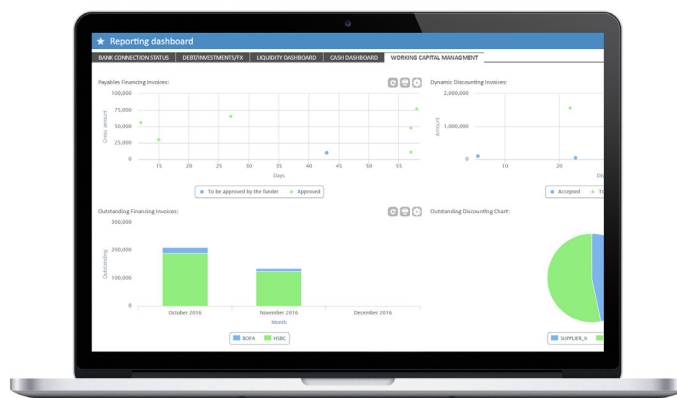 ★ Reporting dashboard
BANK CONNECTION STATUS DEBT/INVESTMENTS/FX LIQUIDITY DASHBOARD CASH DASHBOARD WORKING CAPITAL MANAGMENT
Payables Financing Invoices:
100,000
75,000
50,000
25,000
0
Gross amount
15 20 25 30 35 40 45 50 55
Days
To be approved by the funder Approved
Dynamic Discounting Invoices:
2,000,000
1,000,000
0
Amount
10 20
Accepted
Outstanding Financing Invoices:
300,000
200,000
100,000
0
Outstanding
October 2016 November 2016 December 2016
Month
BOFA HSBC
Outstanding Discounting Chart:
SUPPLIER_X